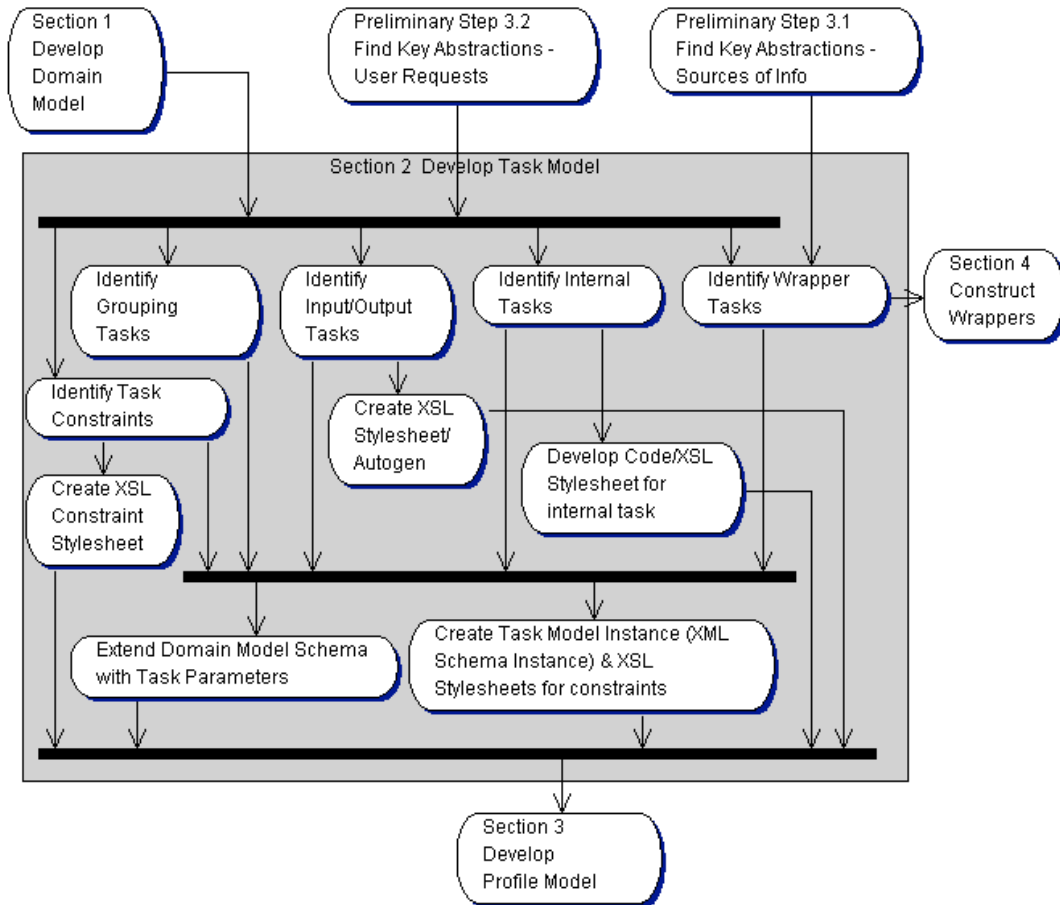 Section 1
Develop
Domain
Model
Preliminary Step 3.2
Find Key Abstractions -
User Requests
Preliminary Step 3.1
Find Key Abstractions -
Sources of Info
Section 2 Develop Task Model
Identify
Grouping
Tasks
Identify
Input/Output
Tasks
Identify Internal
Tasks
Identify Wrapper
Tasks
Section 4
Construct
Wrappers
Identify Task
Constraints
Create XSL
Stylesheet/
Autogen
Develop Code/XSL
Stylesheet for
internal task
Create XSL
Constraint
Stylesheet
Extend Domain Model Schema
with Task Parameters
Create Task Model Instance (XML
Schema Instance) & XSL
Stylesheets for constraints
Section 3
Develop
Profile Model